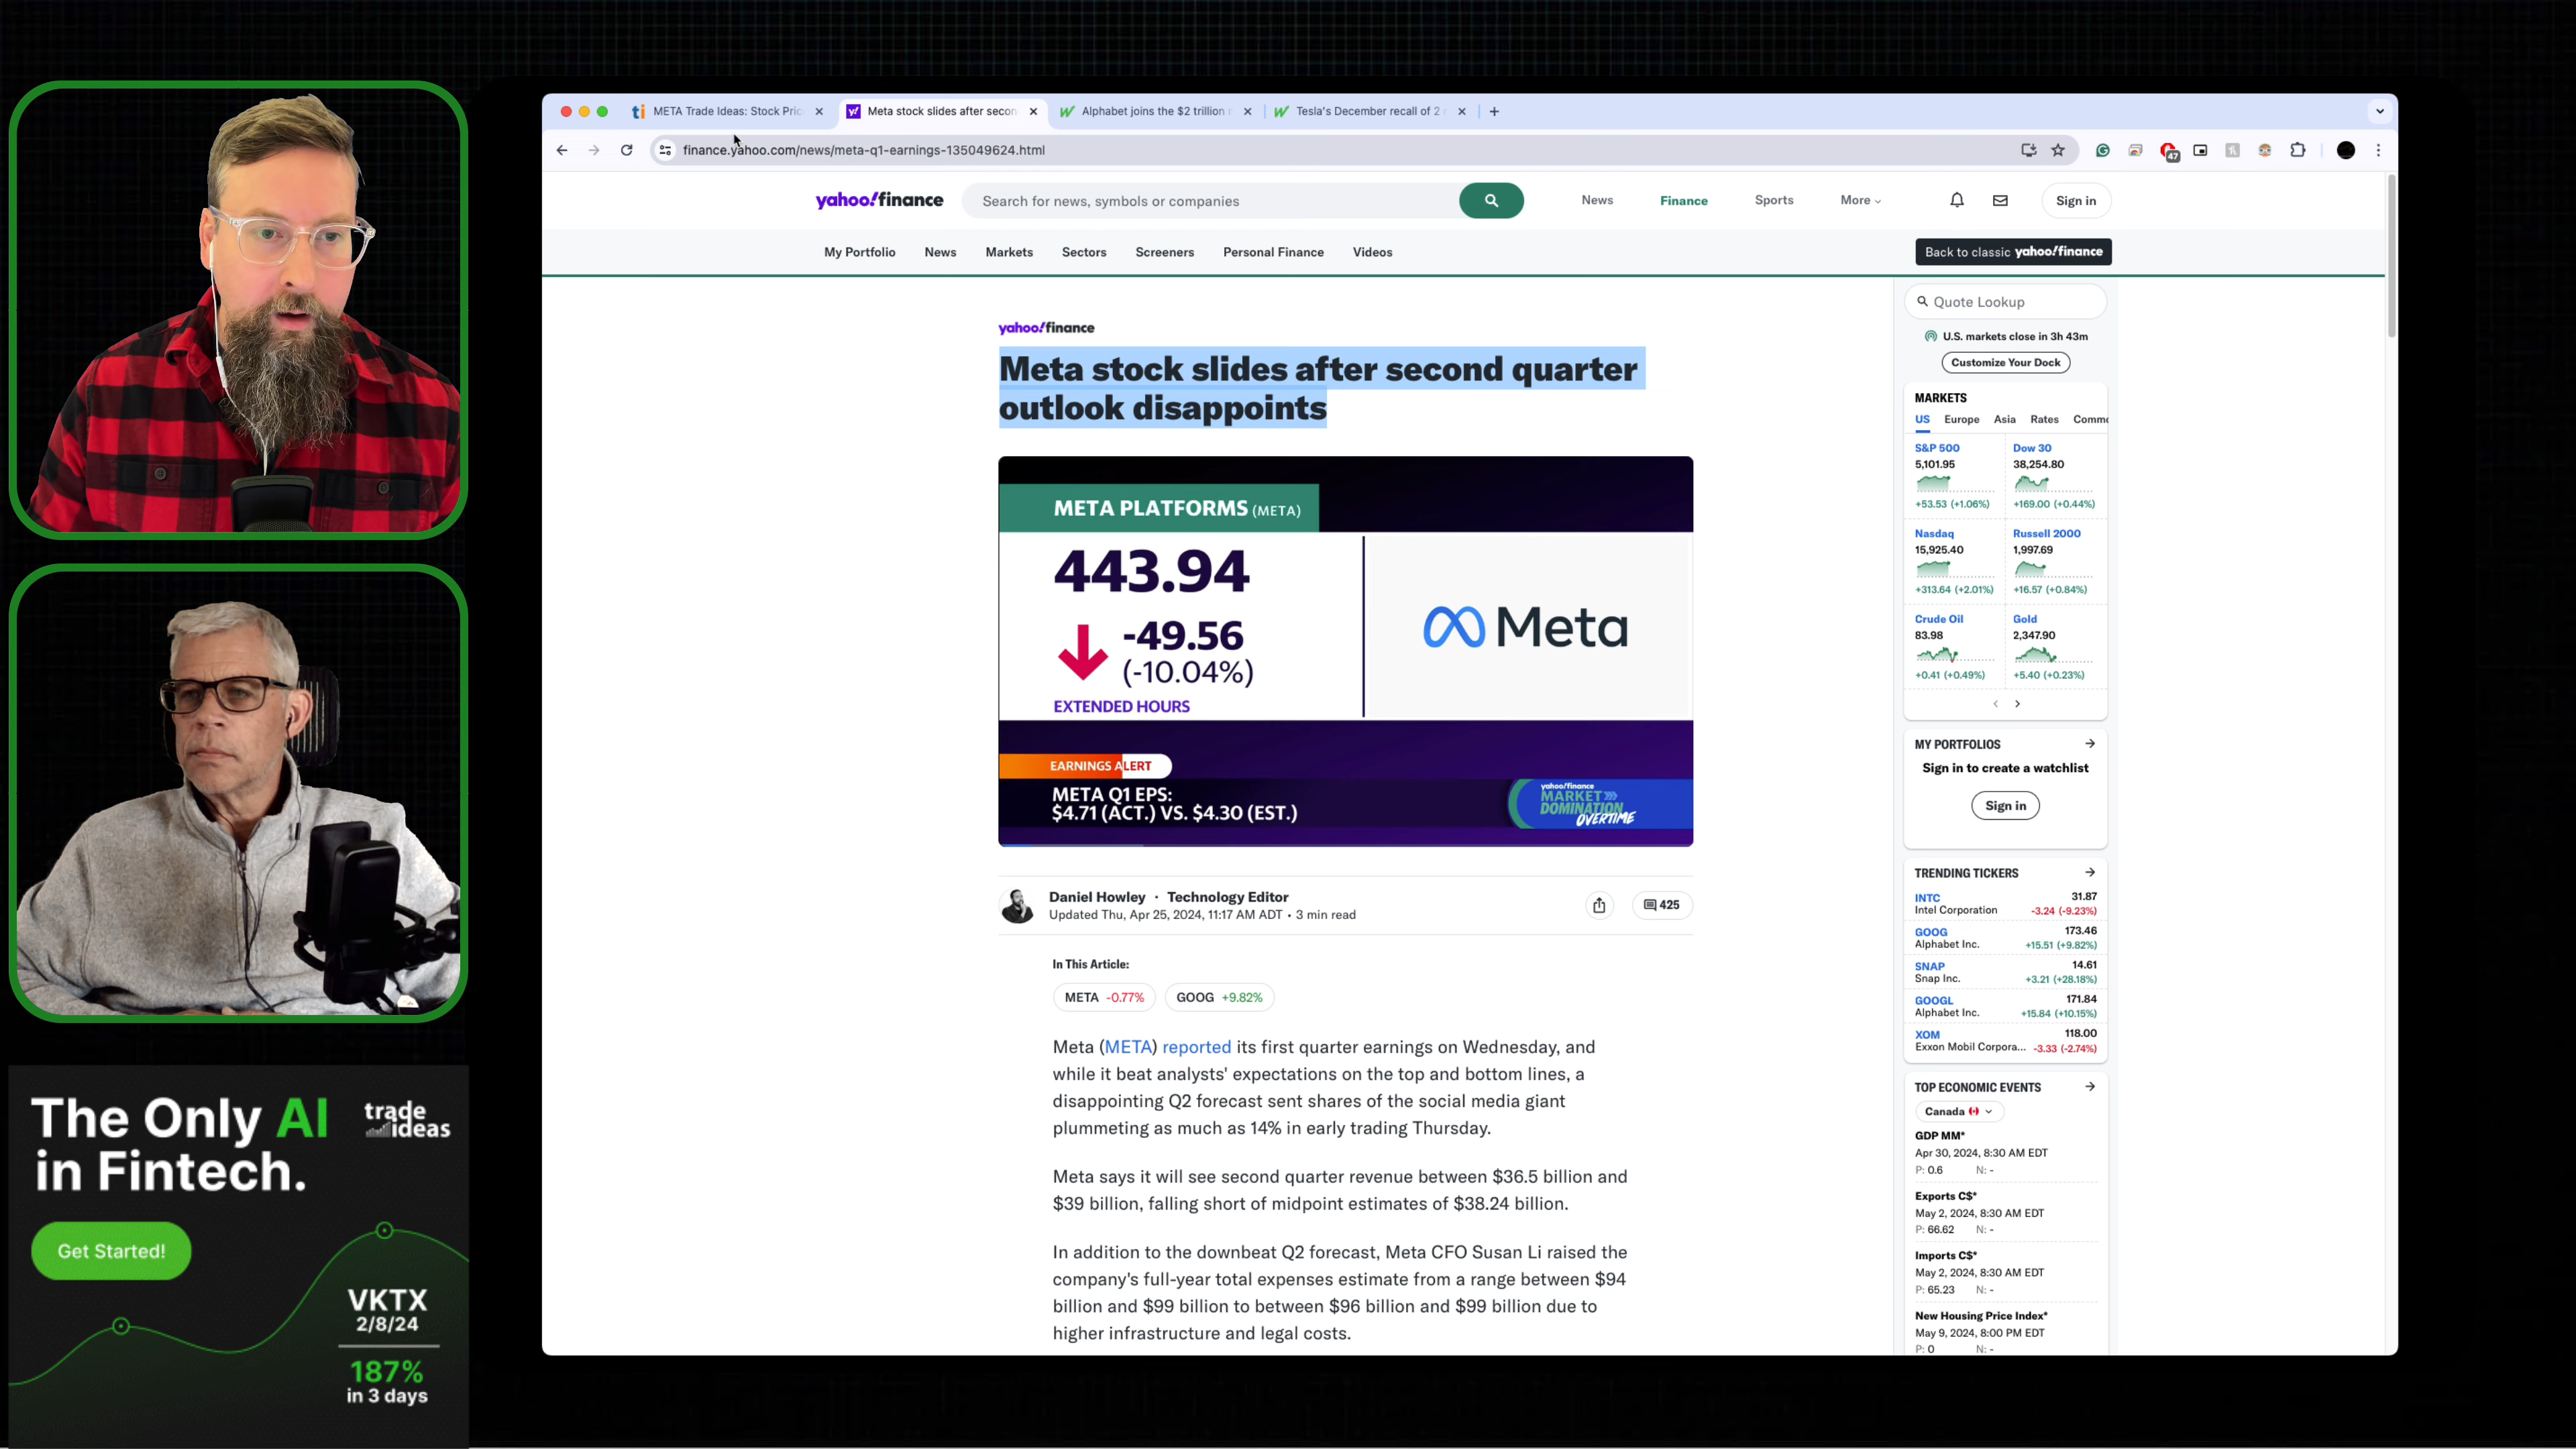 META Trade Ideas: Stock Pric
Meta stock slides after secon
Alphabet joins the $2 trillion r
Tesla's December recall of 2
finance.yahoo.com/news/meta-q1-earnings-135049624.html
47
yahoo!finance
Search for news, symbols or companies
News
Finance
Sports
More
Sign in
My Portfolio
News
Markets
Sectors
Screeners
Personal Finance
Videos
Back to classic yahoo!finance
yahoo!finance
Meta stock slides after second quarter
outlook disappoints
META PLATFORMS (META)
443.94
-49.56
(-10.04%)
EXTENDED HOURS
Meta
EARNINGS ALERT
META Q1 EPS:
$4.71 (ACT.) VS. $4.30 (EST.)
yahoo!finance
MARKET
DOMINATION
OVERTIME
Daniel Howley · Technology Editor
Updated Thu, Apr 25, 2024, 11:17 AM ADT • 3 min read
425
In This Article:
META -0.77%
GOOG +9.82%
Meta (META) reported its first quarter earnings on Wednesday, and
while it beat analysts' expectations on the top and bottom lines, a
disappointing Q2 forecast sent shares of the social media giant
plummeting as much as 14% in early trading Thursday.
Meta says it will see second quarter revenue between $36.5 billion and
$39 billion, falling short of midpoint estimates of $38.24 billion.
In addition to the downbeat Q2 forecast, Meta CFO Susan Li raised the
company's full-year total expenses estimate from a range between $94
billion and $99 billion to between $96 billion and $99 billion due to
higher infrastructure and legal costs.
Quote Lookup
U.S. markets close in 3h 43m
Customize Your Dock
MARKETS
US Europe Asia Rates Comm
S&P 500
5,101.95
+53.53 (+1.06%)
Dow 30
38,254.80
+169.00 (+0.44%)
Nasdaq
15,925.40
+313.64 (+2.01%)
Russell 2000
1,997.69
+16.57 (+0.84%)
Crude Oil
83.98
+0.41 (+0.49%)
Gold
2,347.90
+5.40 (+0.23%)
MY PORTFOLIOS
Sign in to create a watchlist
Sign in
TRENDING TICKERS
INTC 31.87
Intel Corporation -3.24 (-9.23%)
GOOG 173.46
Alphabet Inc. +15.51 (+9.82%)
SNAP 14.61
Snap Inc. +3.21 (+28.18%)
GOOGL 171.84
Alphabet Inc. +15.84 (+10.15%)
XOM 118.00
Exxon Mobil Corpora... -3.33 (-2.74%)
TOP ECONOMIC EVENTS
Canada
GDP MM*
Apr 30, 2024, 8:30 AM EDT
P: 0.6 N: -
Exports C$*
May 2, 2024, 8:30 AM EDT
P: 66.62 N: -
Imports C$*
May 2, 2024, 8:30 AM EDT
P: 65.23 N: -
New Housing Price Index*
May 9, 2024, 8:00 PM EDT
P: 0 N: -
The Only AI
in Fintech.
trade
ideas
Get Started!
VKTX
2/8/24
187%
in 3 days